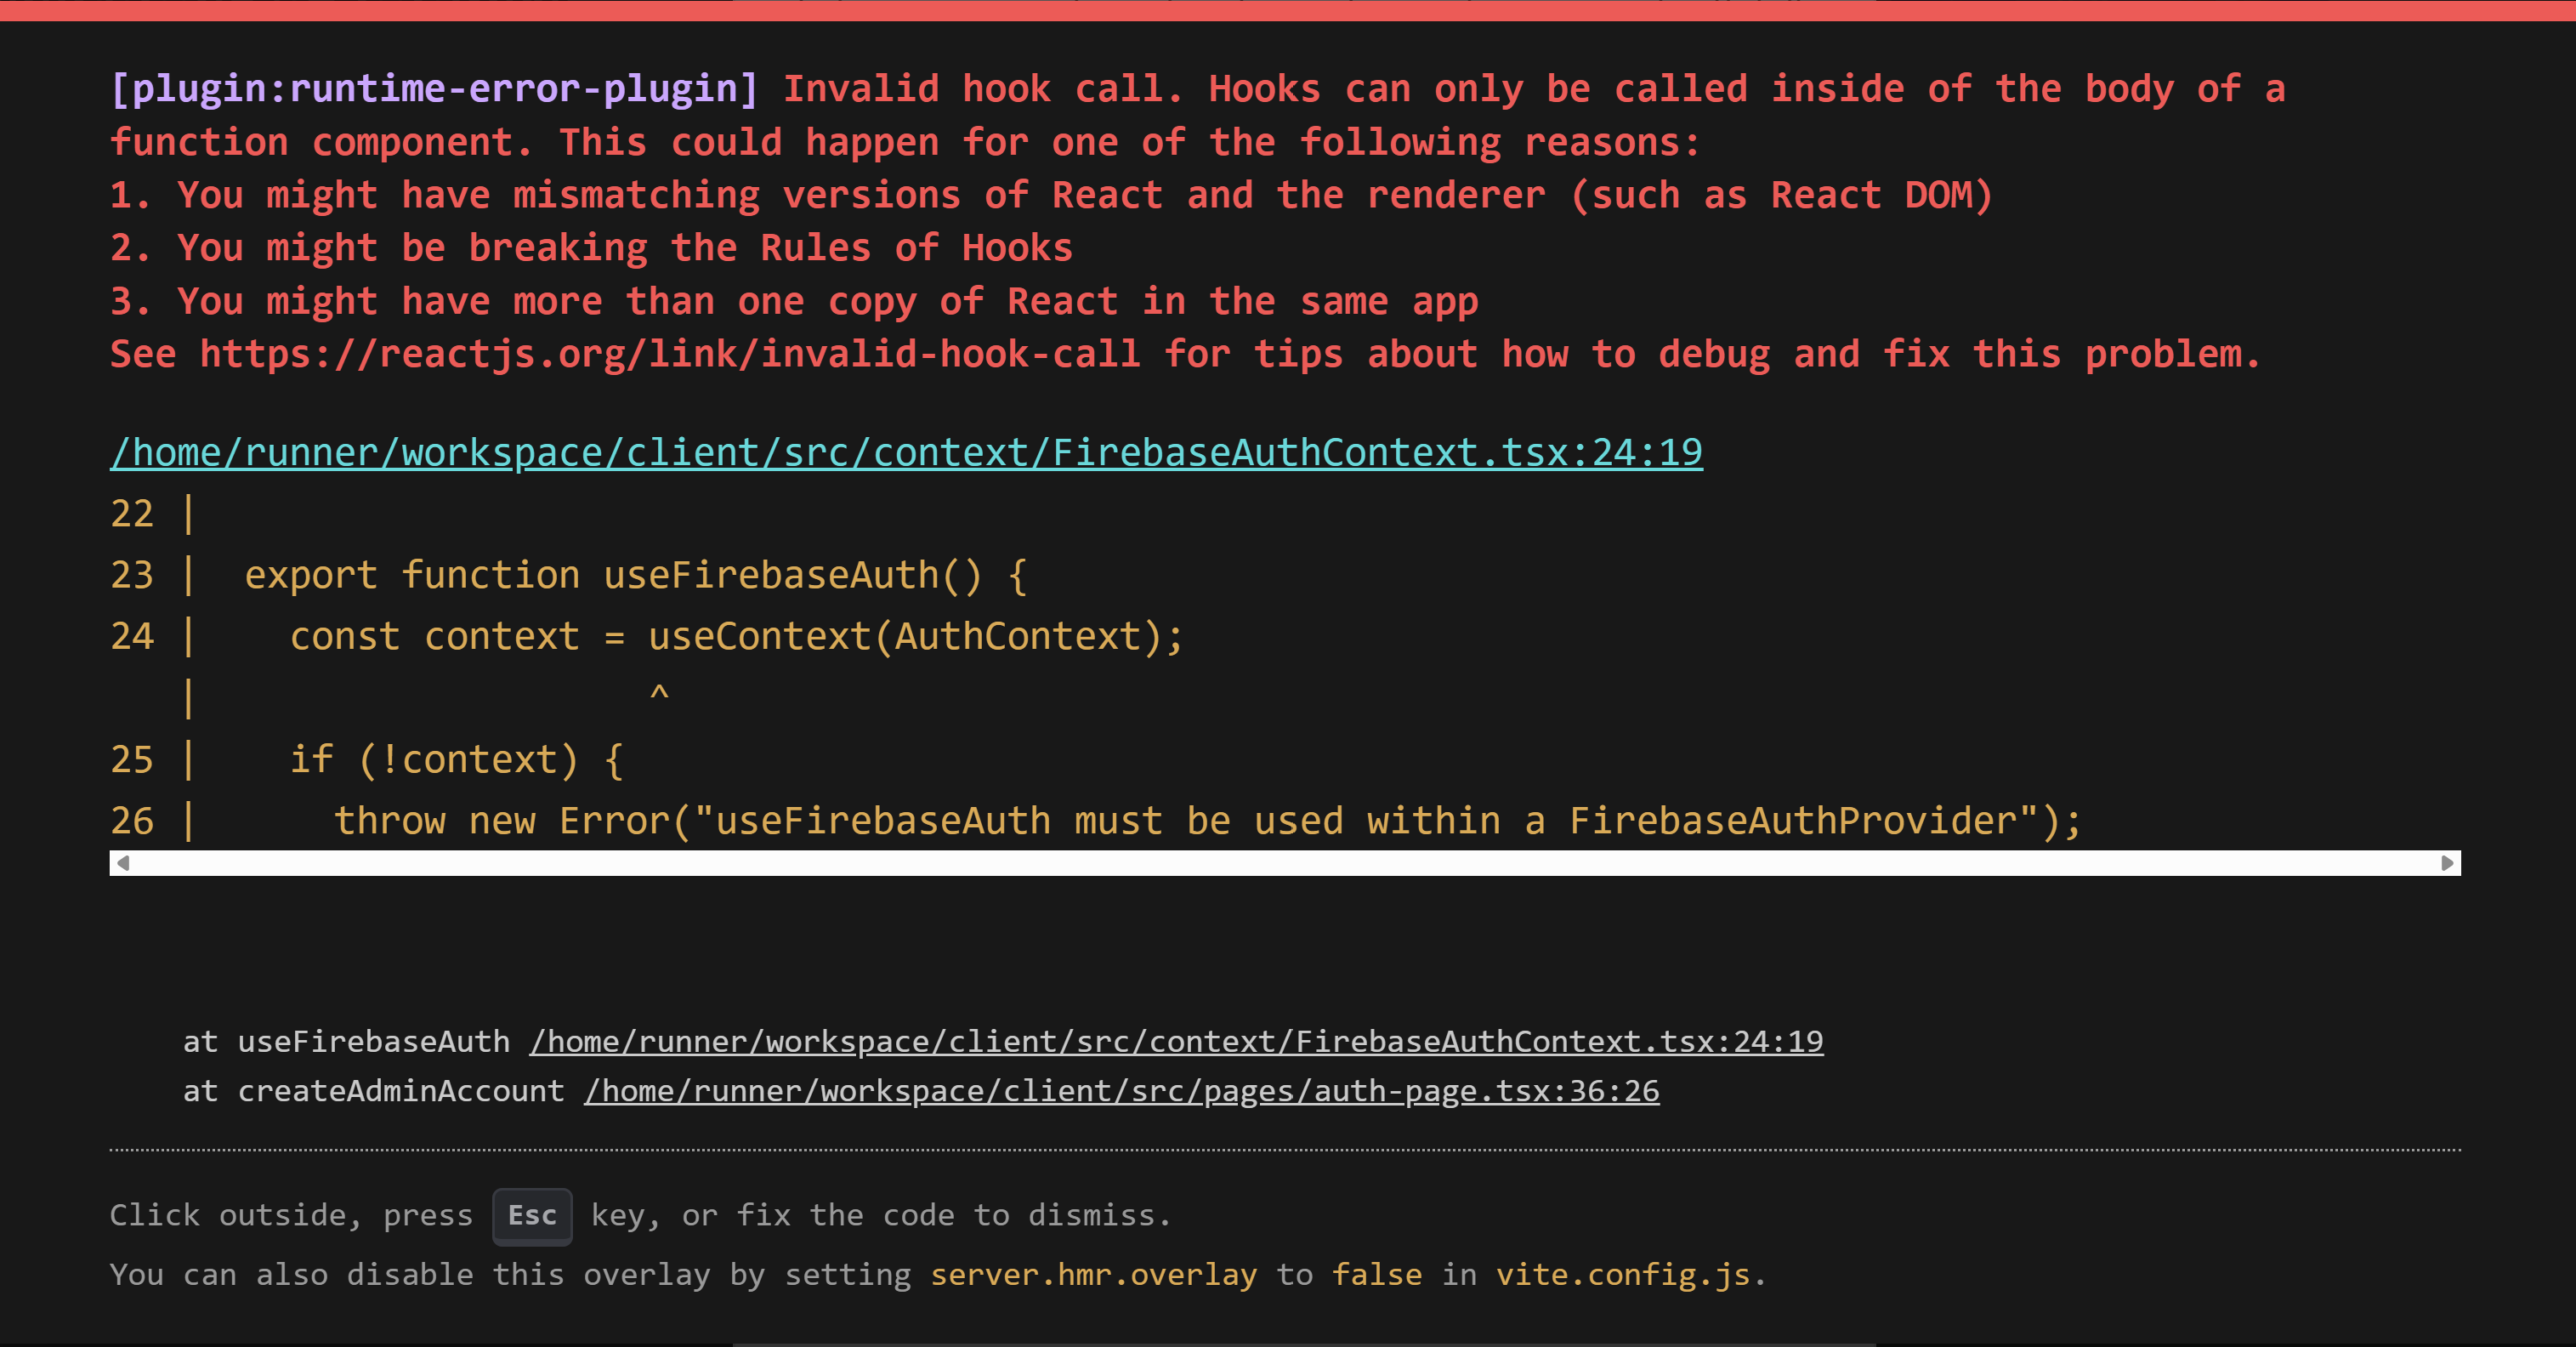 [plugin:runtime-error-plugin] Invalid hook call. Hooks can only be called inside of the body of a
function component. This could happen for one of the following reasons:
1. You might have mismatching versions of React and the renderer (such as React DOM)
2. You might be breaking the Rules of Hooks
3. You might have more than one copy of React in the same app
See https://reactjs.org/link/invalid-hook-call for tips about how to debug and fix this problem.
/home/runner/workspace/client/src/context/FirebaseAuthContext.tsx:24:19
22 |
23 |  export function useFirebaseAuth() {
24 |    const context = useContext(AuthContext);
   |                    ^
25 |    if (!context) {
26 |      throw new Error("useFirebaseAuth must be used within a FirebaseAuthProvider");
at useFirebaseAuth /home/runner/workspace/client/src/context/FirebaseAuthContext.tsx:24:19
at createAdminAccount /home/runner/workspace/client/src/pages/auth-page.tsx:36:26
Click outside, press Esc key, or fix the code to dismiss.
You can also disable this overlay by setting server.hmr.overlay to false in vite.config.js.